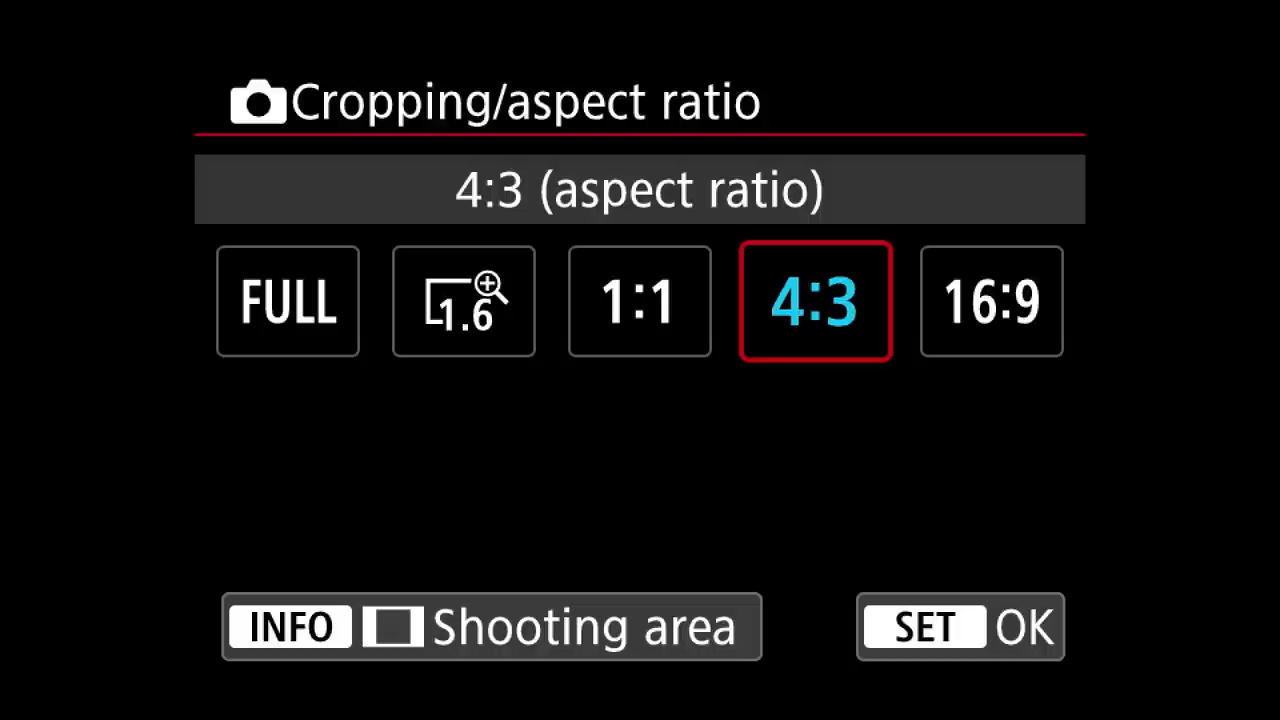 Cropping/aspect ratio
4:3 (aspect ratio)
FULL 1.6 1:1 4:3 16:9
INFO Shooting area SET OK